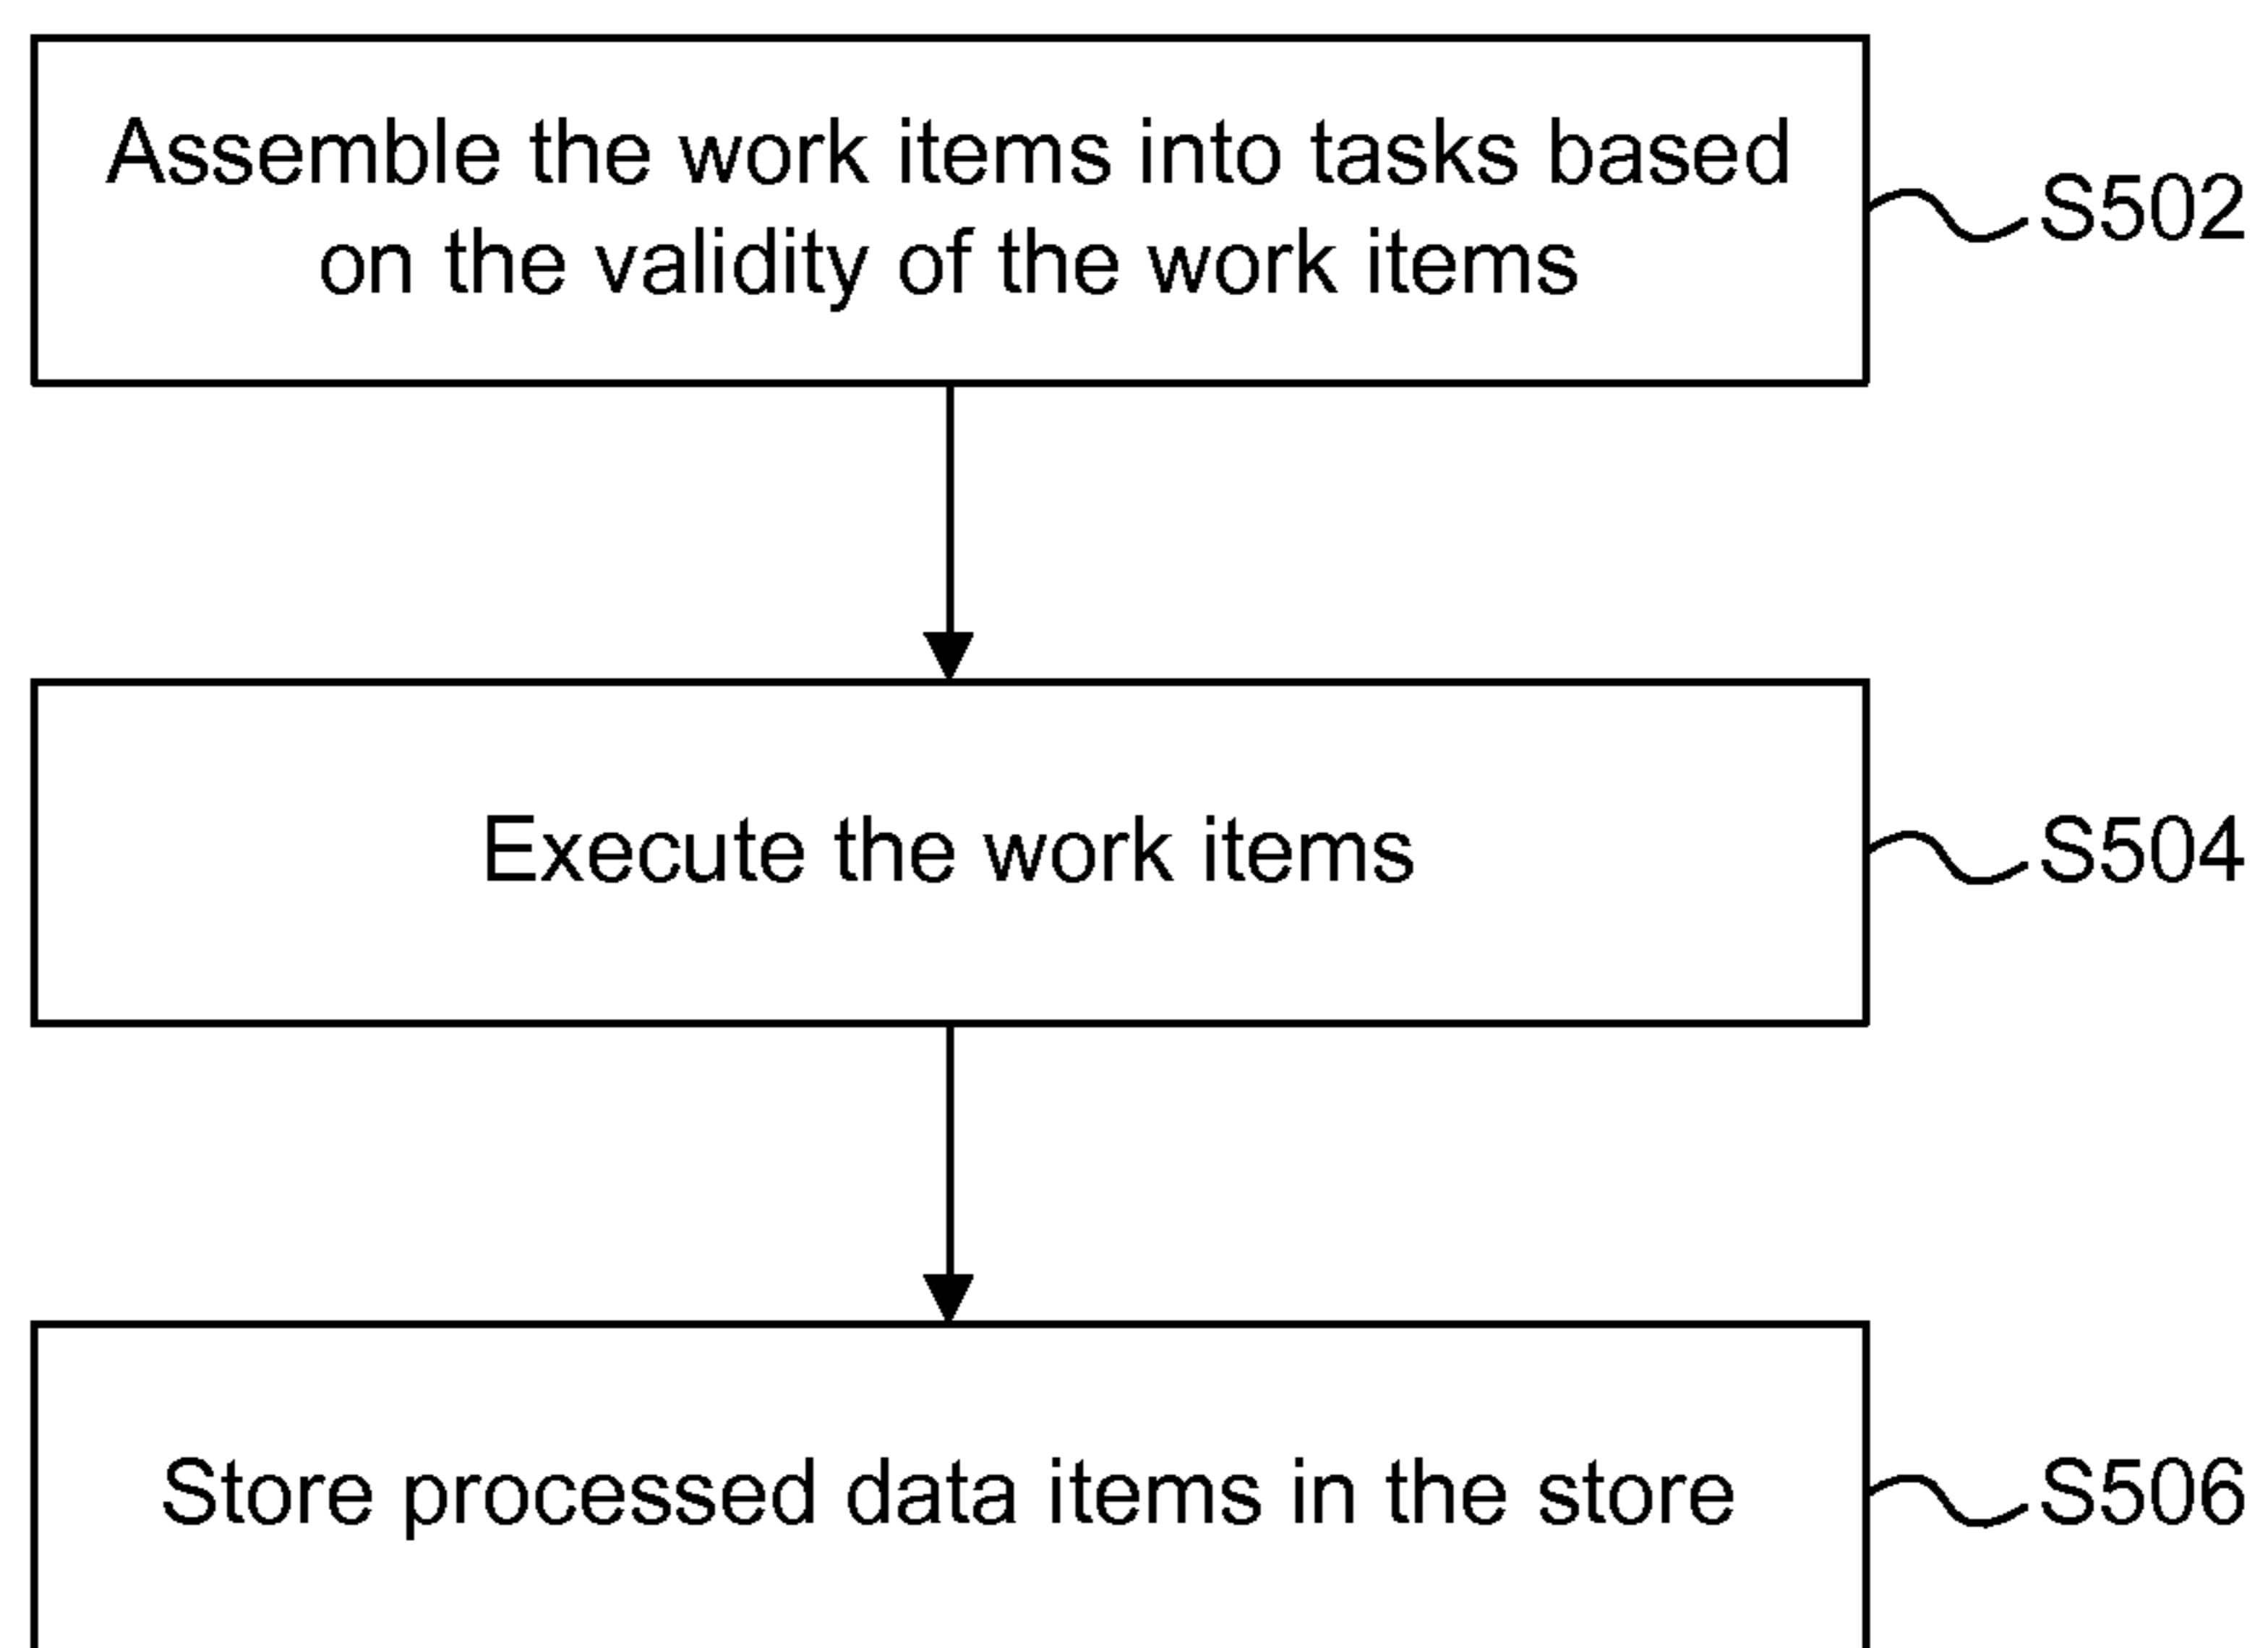 Assemble the work items into tasks based
on the validity of the work items
S502
Execute the work items
S504
Store processed data items in the store
S506